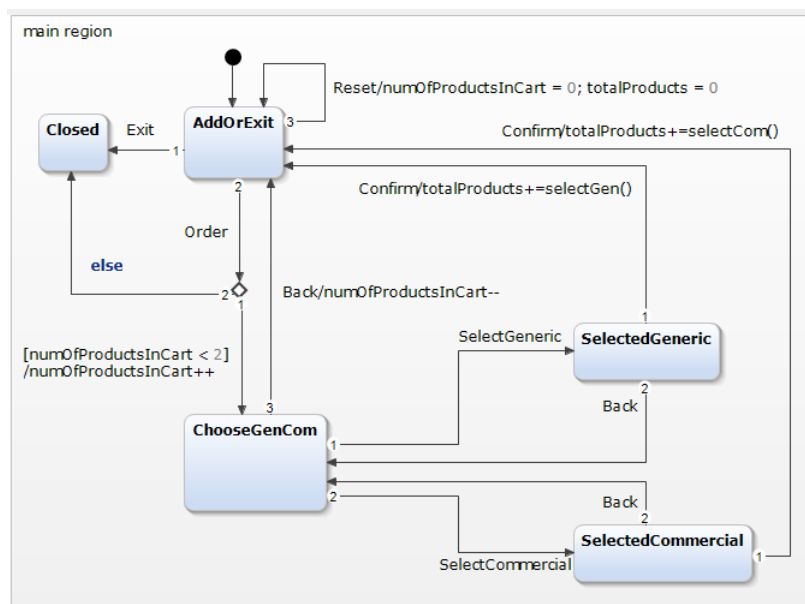 main region
Reset/numOfProductsInCart = 0; totalProducts = 0
Closed
Exit
1
AddOrExit
3
Confirm/totalProducts+=selectCom()
2
Confirm/totalProducts+=selectGen()
Order
else
2
1
Back/numOfProductsInCart--
[numOfProductsInCart < 2]
/numOfProductsInCart++
1
SelectGeneric
SelectedGeneric
2
Back
3
ChooseGenCom
1
2
Back
2
SelectCommercial
SelectedCommercial
1